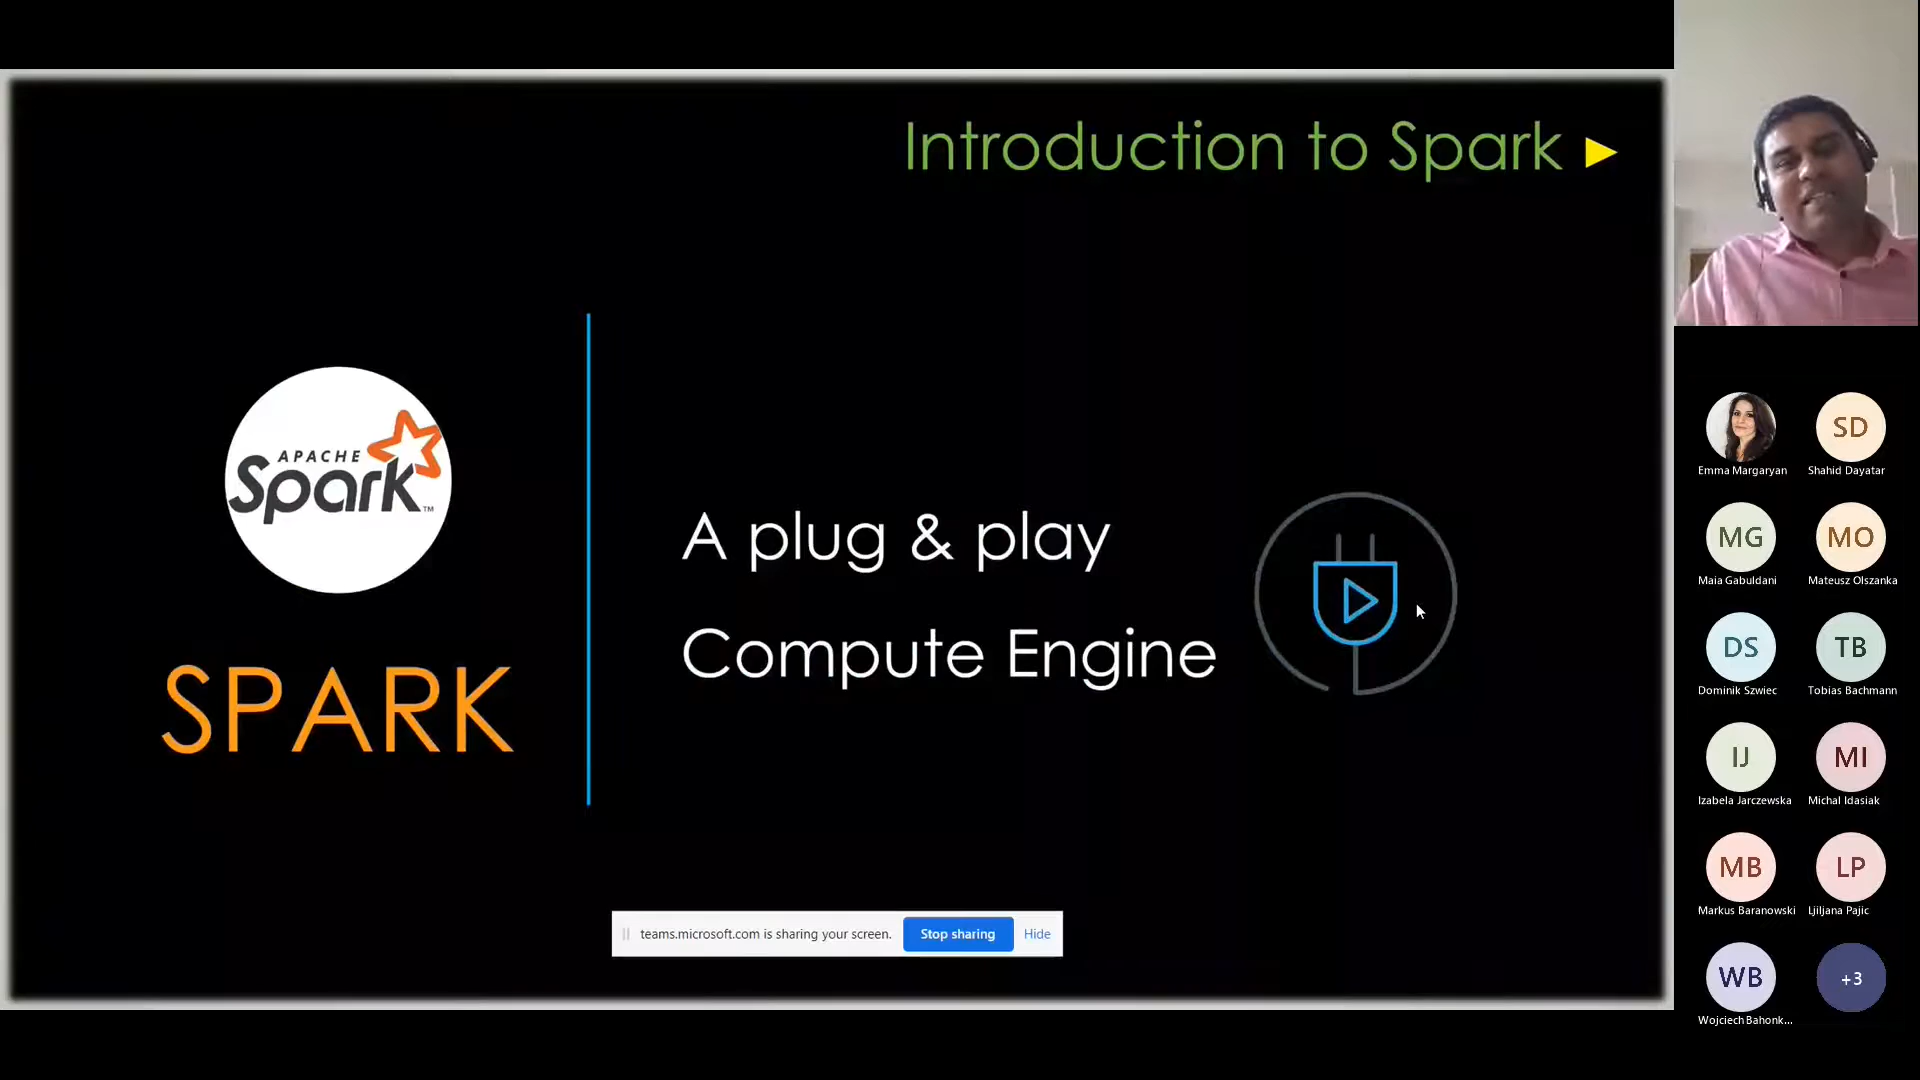 Introduction to Spark
APACHE
Spark™
SPARK
A plug & play
Compute Engine
teams.microsoft.com is sharing your screen.
Stop sharing
Hide
Emma Margaryan
SD
Shahid Dayatar
MG
Maia Gabuldani
MO
Mateusz Olszanka
DS
Dominik Szwiec
TB
Tobias Bachmann
IJ
Izabela Jarczewska
MI
Michal Idasiak
MB
Markus Baranowski
LP
Ljiljana Pajic
WB
Wojciech Bahonk...
+3